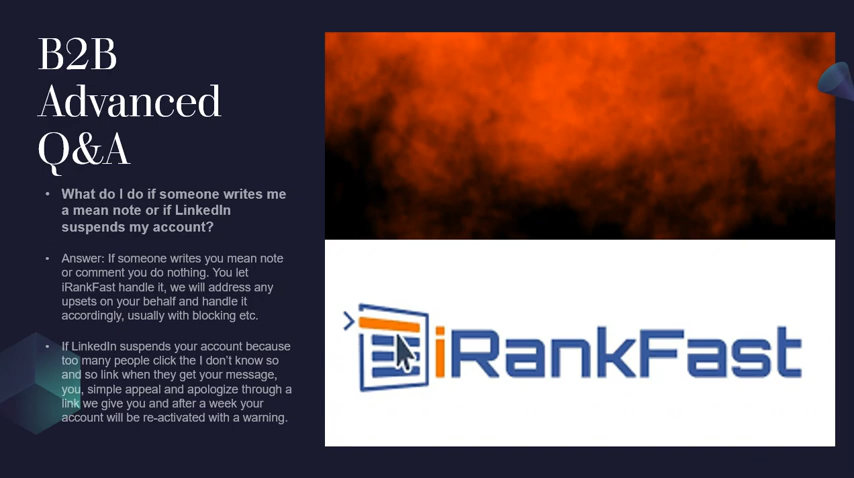 B2B
Advanced
Q&A
• What do I do if someone writes me
a mean note or if LinkedIn
suspends my account?
• Answer: If someone writes you mean note
or comment you do nothing. You let
iRankFast handle it, we will address any
upsets on your behalf and handle it
accordingly, usually with blocking etc.
• If LinkedIn suspends your account because
too many people click the I don't know so
and so link when they get your message,
you, simple appeal and apologize through a
link we give you and after a week your
account will be re-activated with a warning.
iRankFast